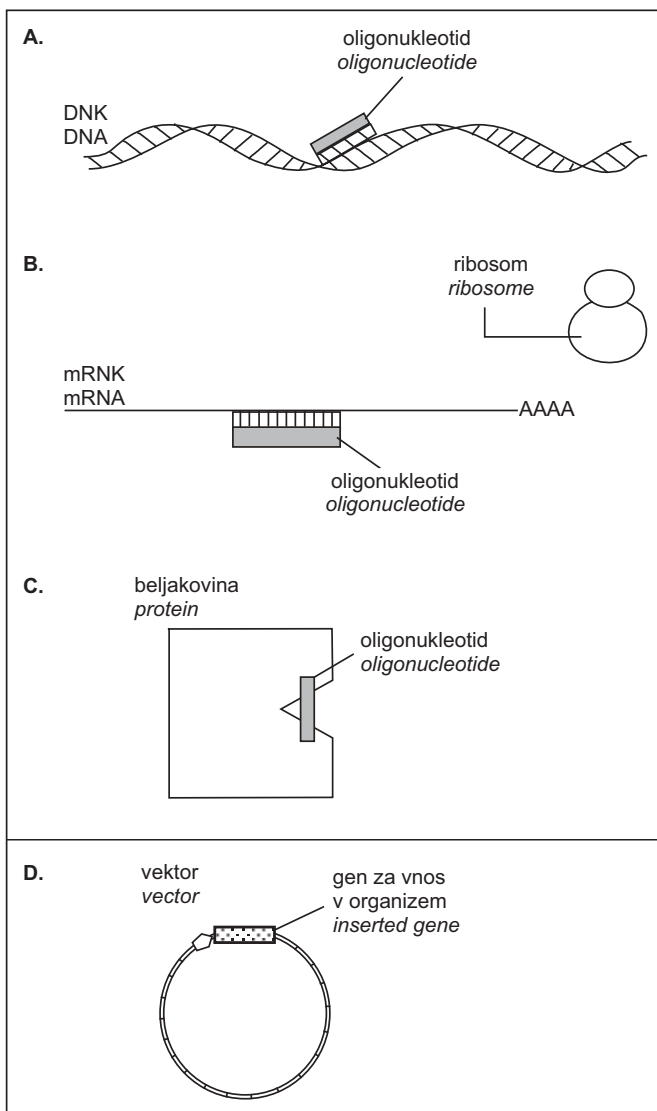 A.
oligonukleotid
oligonucleotide
DNK
DNA
B.
ribosom
ribosome
mRNK
mRNA
AAAA
oligonukleotid
oligonucleotide
C.
beljakovina
protein
oligonukleotid
oligonucleotide
D.
vektor
vector
gen za vnos
v organizem
inserted gene